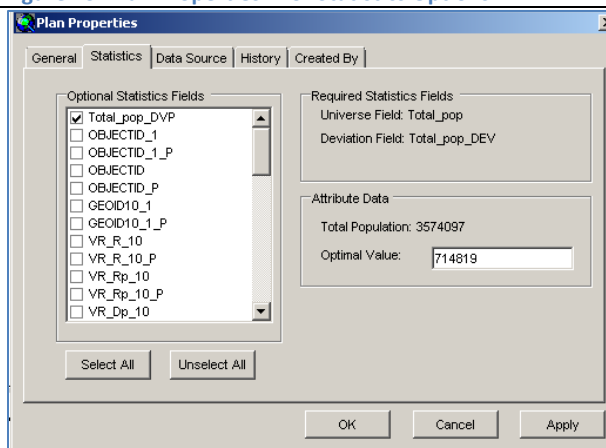 Plan Properties
General Statistics Data Source History Created By
Optional Statistics Fields
Total_pop_DVP
OBJECTID_1
OBJECTID_1_P
OBJECTID
OBJECTID_P
GEOID10_1
GEOID10_1_P
VR_R_10
VR_R_10_P
VR_Rp_10
VR_Rp_10_P
VR_Dp_10
Select All Unselect All
Required Statistics Fields
Universe Field: Total_pop
Deviation Field: Total_pop_DEV
Attribute Data
Total Population: 3574097
Optimal Value: 714819
OK Cancel Apply